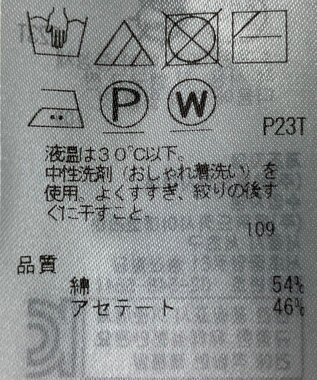 P
W
P23T
液温は30℃以下。
中性洗剤（おしゃれ着洗い）を
使用。よくすすぎ、絞りの後す
ぐに干すこと。
109
品質
綿 54%
アセテート 46%